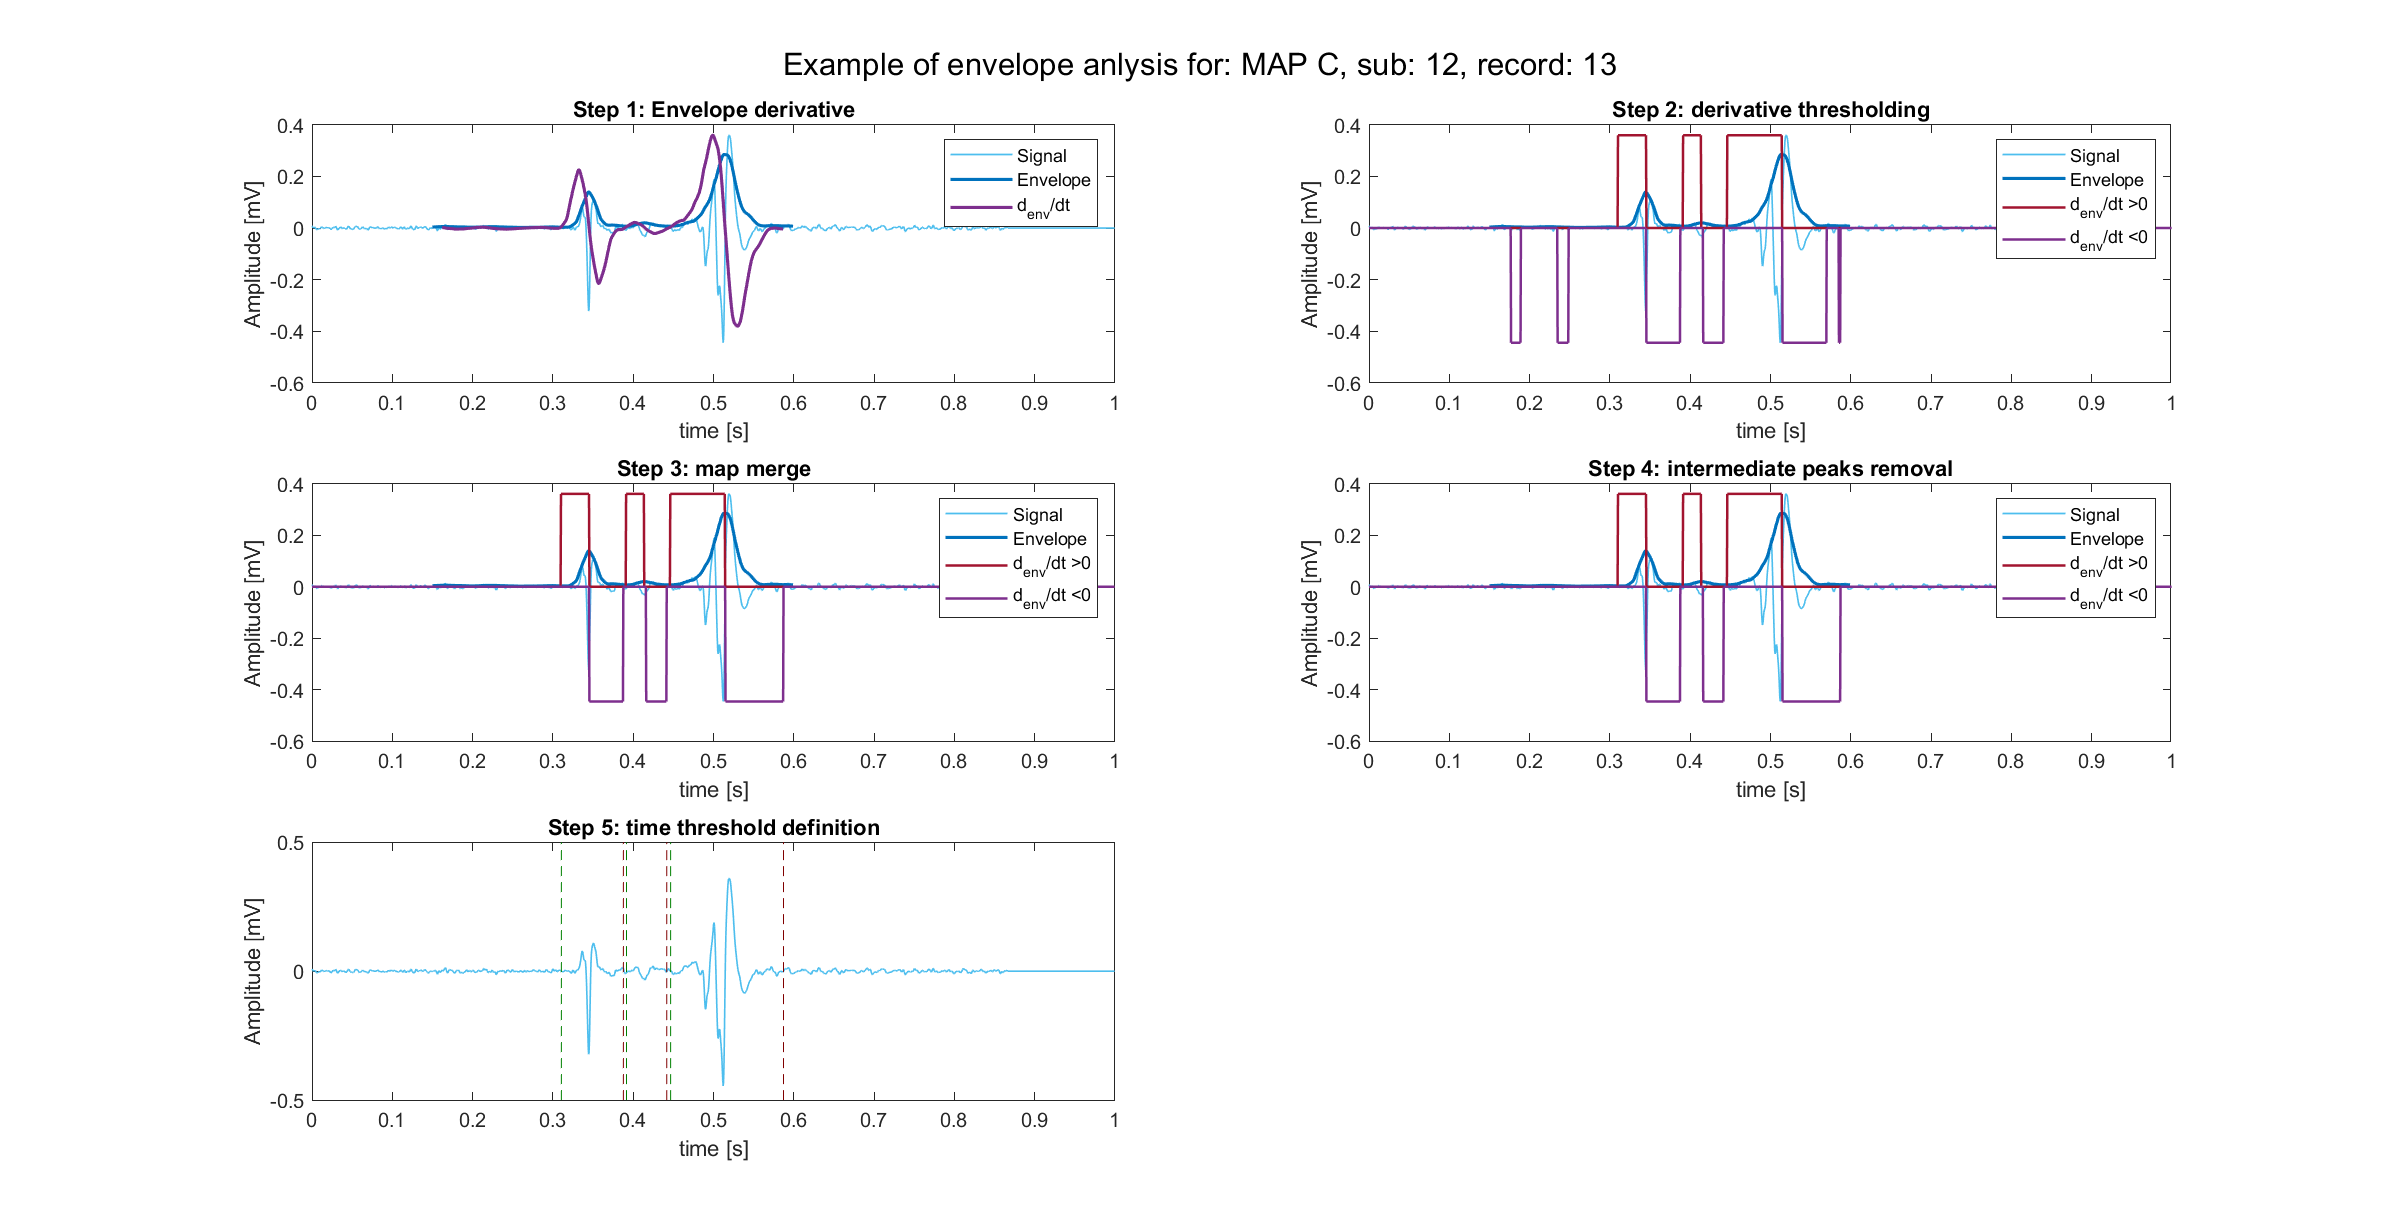 Example of envelope anlysis for: MAP C, sub: 12, record: 13
Step 1: Envelope derivative
Amplitude [mV]
0.4
0.2
0
-0.2
-0.4
-0.6
0 0.1 0.2 0.3 0.4 0.5 0.6 0.7 0.8 0.9 1
time [s]
Signal
Envelope
d_env/dt
Step 2: derivative thresholding
Amplitude [mV]
0.4
0.2
0
-0.2
-0.4
-0.6
0 0.1 0.2 0.3 0.4 0.5 0.6 0.7 0.8 0.9 1
time [s]
Signal
Envelope
d_env/dt >0
d_env/dt <0
Step 3: map merge
Amplitude [mV]
0.4
0.2
0
-0.2
-0.4
-0.6
0 0.1 0.2 0.3 0.4 0.5 0.6 0.7 0.8 0.9 1
time [s]
Signal
Envelope
d_env/dt >0
d_env/dt <0
Step 4: intermediate peaks removal
Amplitude [mV]
0.4
0.2
0
-0.2
-0.4
-0.6
0 0.1 0.2 0.3 0.4 0.5 0.6 0.7 0.8 0.9 1
time [s]
Signal
Envelope
d_env/dt >0
d_env/dt <0
Step 5: time threshold definition
Amplitude [mV]
0.5
0
-0.5
0 0.1 0.2 0.3 0.4 0.5 0.6 0.7 0.8 0.9 1
time [s]